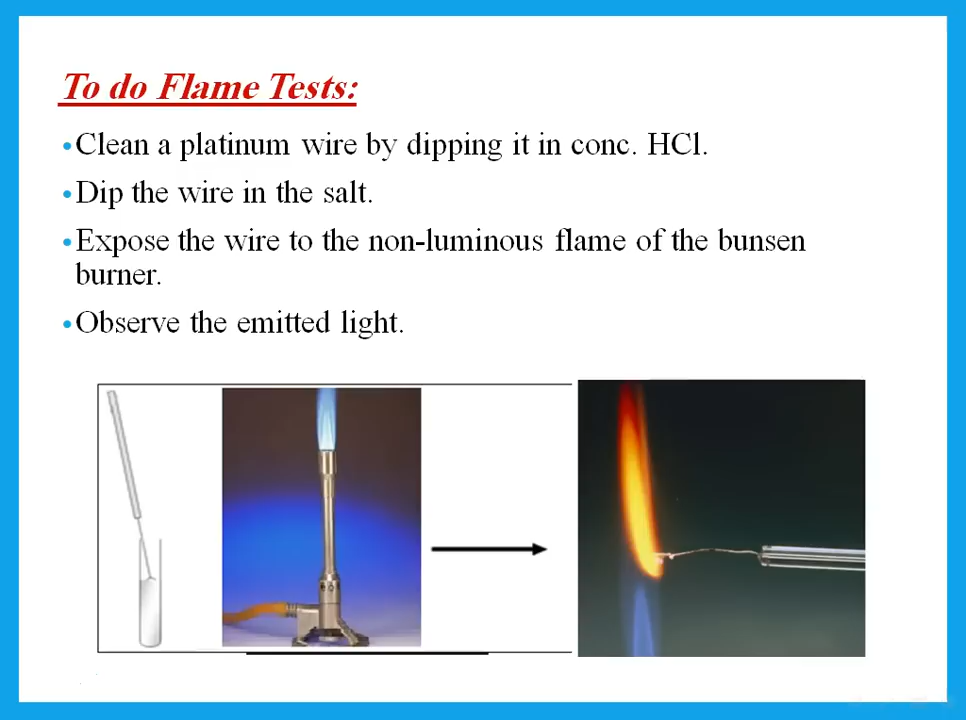 To do Flame Tests:
•Clean a platinum wire by dipping it in conc. HCl.
•Dip the wire in the salt.
•Expose the wire to the non-luminous flame of the bunsen
burner.
•Observe the emitted light.